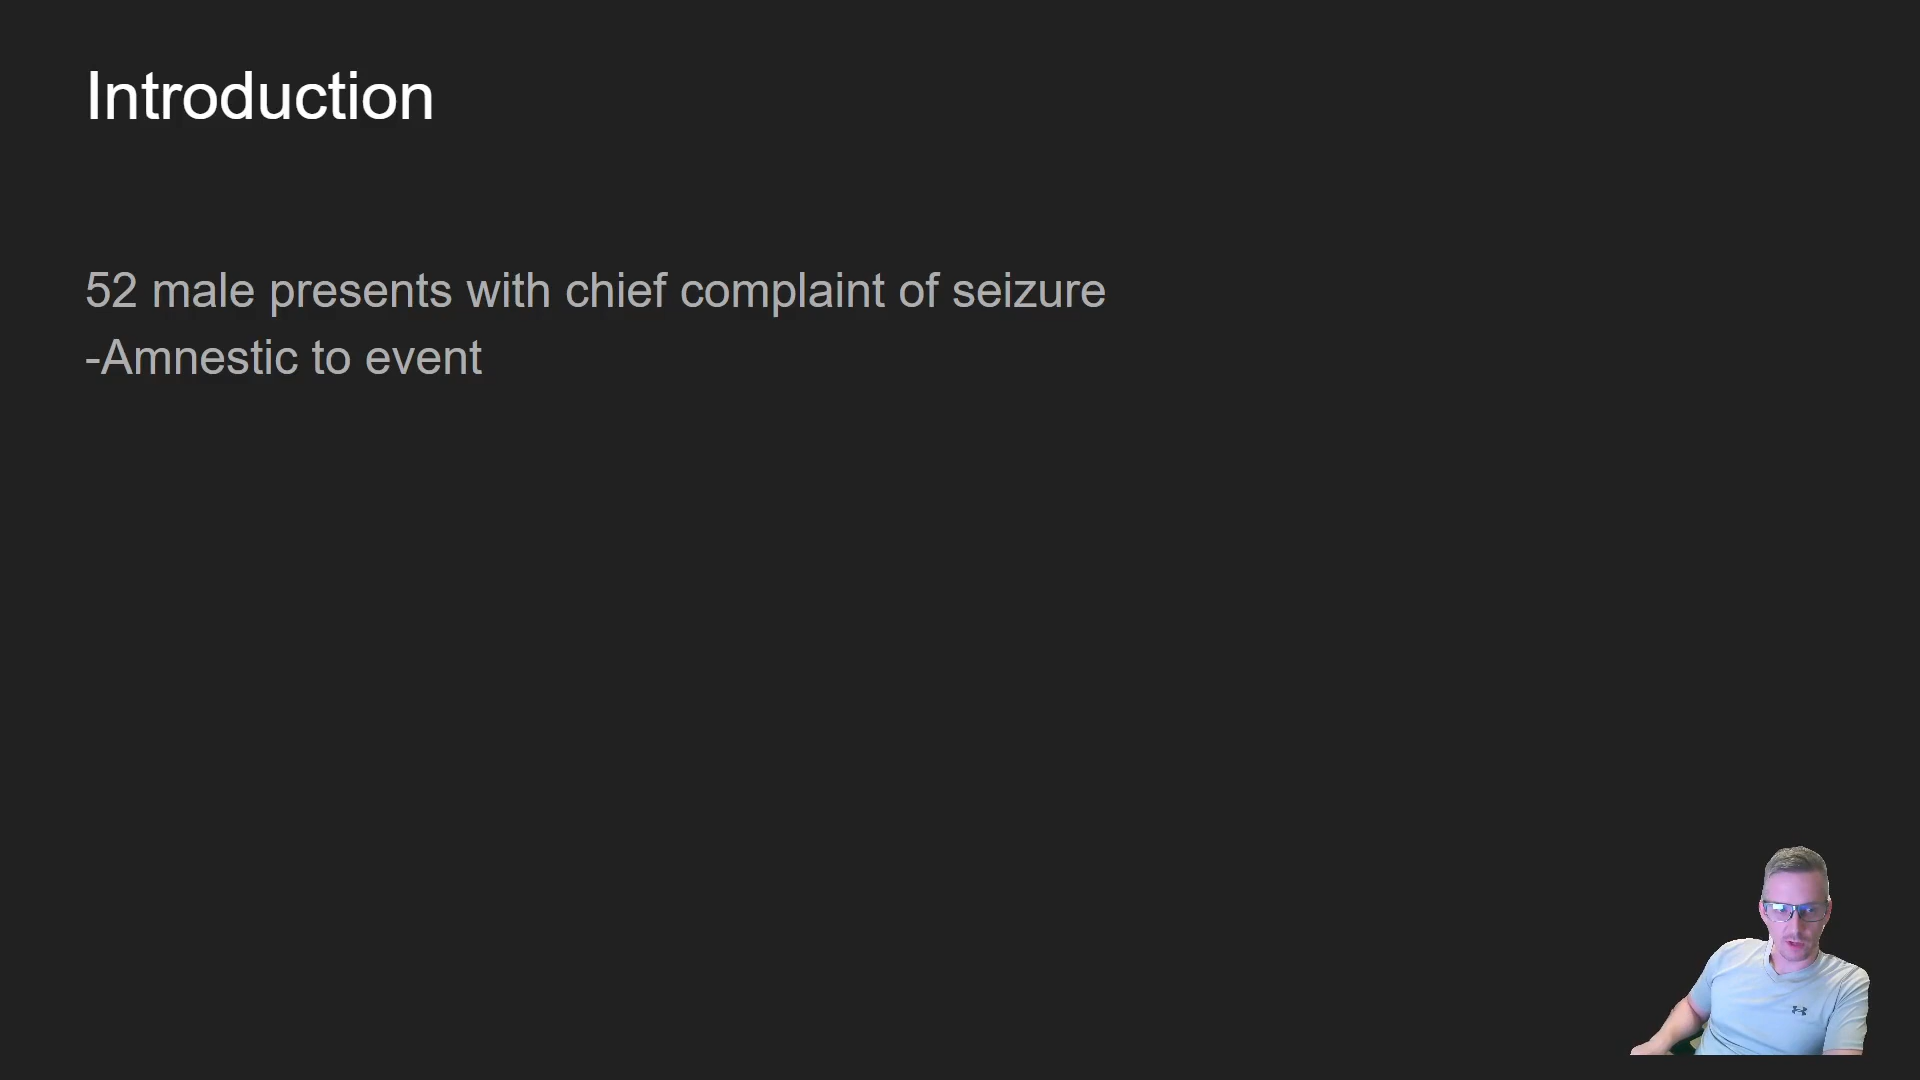 Introduction
52 male presents with chief complaint of seizure
-Amnestic to event